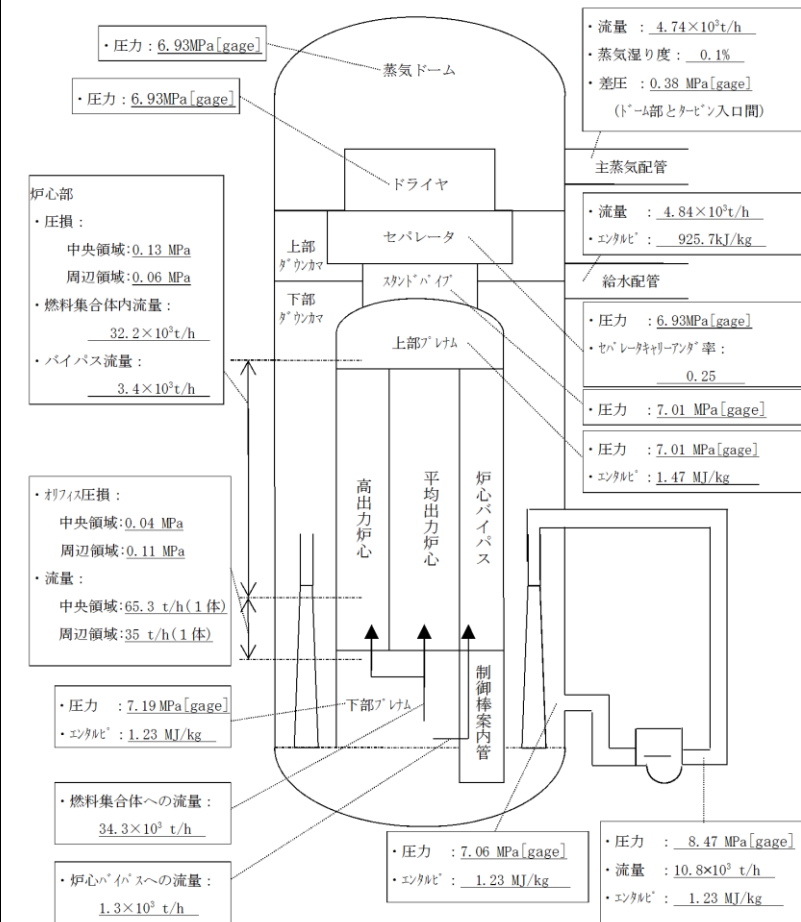 ・圧力：6.93MPa[gage]
・圧力：6.93MPa[gage]
蒸気ドーム
・流量 ： 4.74×10³t/h
・蒸気湿り度： 0.1%
・差圧 ：0.38 MPa[gage]
(ﾄﾞｰﾑ部とﾀｰﾋﾞﾝ入口間)
主蒸気配管
ドライヤ
セパレータ
上部
ﾀﾞｳﾝｶﾏ
ｽﾀﾝﾄﾞﾊﾟｲﾌﾟ
下部
ﾀﾞｳﾝｶﾏ
・流量 ： 4.84×10³t/h
・ｴﾝﾀﾙﾋﾟ： 925.7kJ/kg
給水配管
炉心部
・圧損：
中央領域:0.13 MPa
周辺領域:0.06 MPa
・燃料集合体内流量：
32.2×10³t/h
・バイパス流量：
3.4×10³t/h
上部ﾌﾟﾚﾅﾑ
・圧力 ：6.93MPa[gage]
・ｾﾊﾟﾚｰﾀｷｬﾘｰｱﾝﾀﾞ率：
0.25
・圧力 ：7.01 MPa[gage]
・圧力 ：7.01 MPa[gage]
・ｴﾝﾀﾙﾋﾟ：1.47 MJ/kg
高出力炉心
平均出力炉心
炉心バイパス
・ｵﾘﾌｨｽ圧損：
中央領域:0.04 MPa
周辺領域:0.11 MPa
・流量：
中央領域:65.3 t/h(1体)
周辺領域:35 t/h(1体)
制御棒案内管
下部ﾌﾟﾚﾅﾑ
・圧力 ：7.19MPa[gage]
・ｴﾝﾀﾙﾋﾟ：1.23 MJ/kg
・燃料集合体への流量：
34.3×10³ t/h
・炉心ﾊﾞｲﾊﾟｽへの流量：
1.3×10³ t/h
・圧力 ：7.06 MPa[gage]
・ｴﾝﾀﾙﾋﾟ： 1.23 MJ/kg
・圧力 ： 8.47 MPa[gage]
・流量 ：10.8×10³ t/h
・ｴﾝﾀﾙﾋﾟ： 1.23 MJ/kg